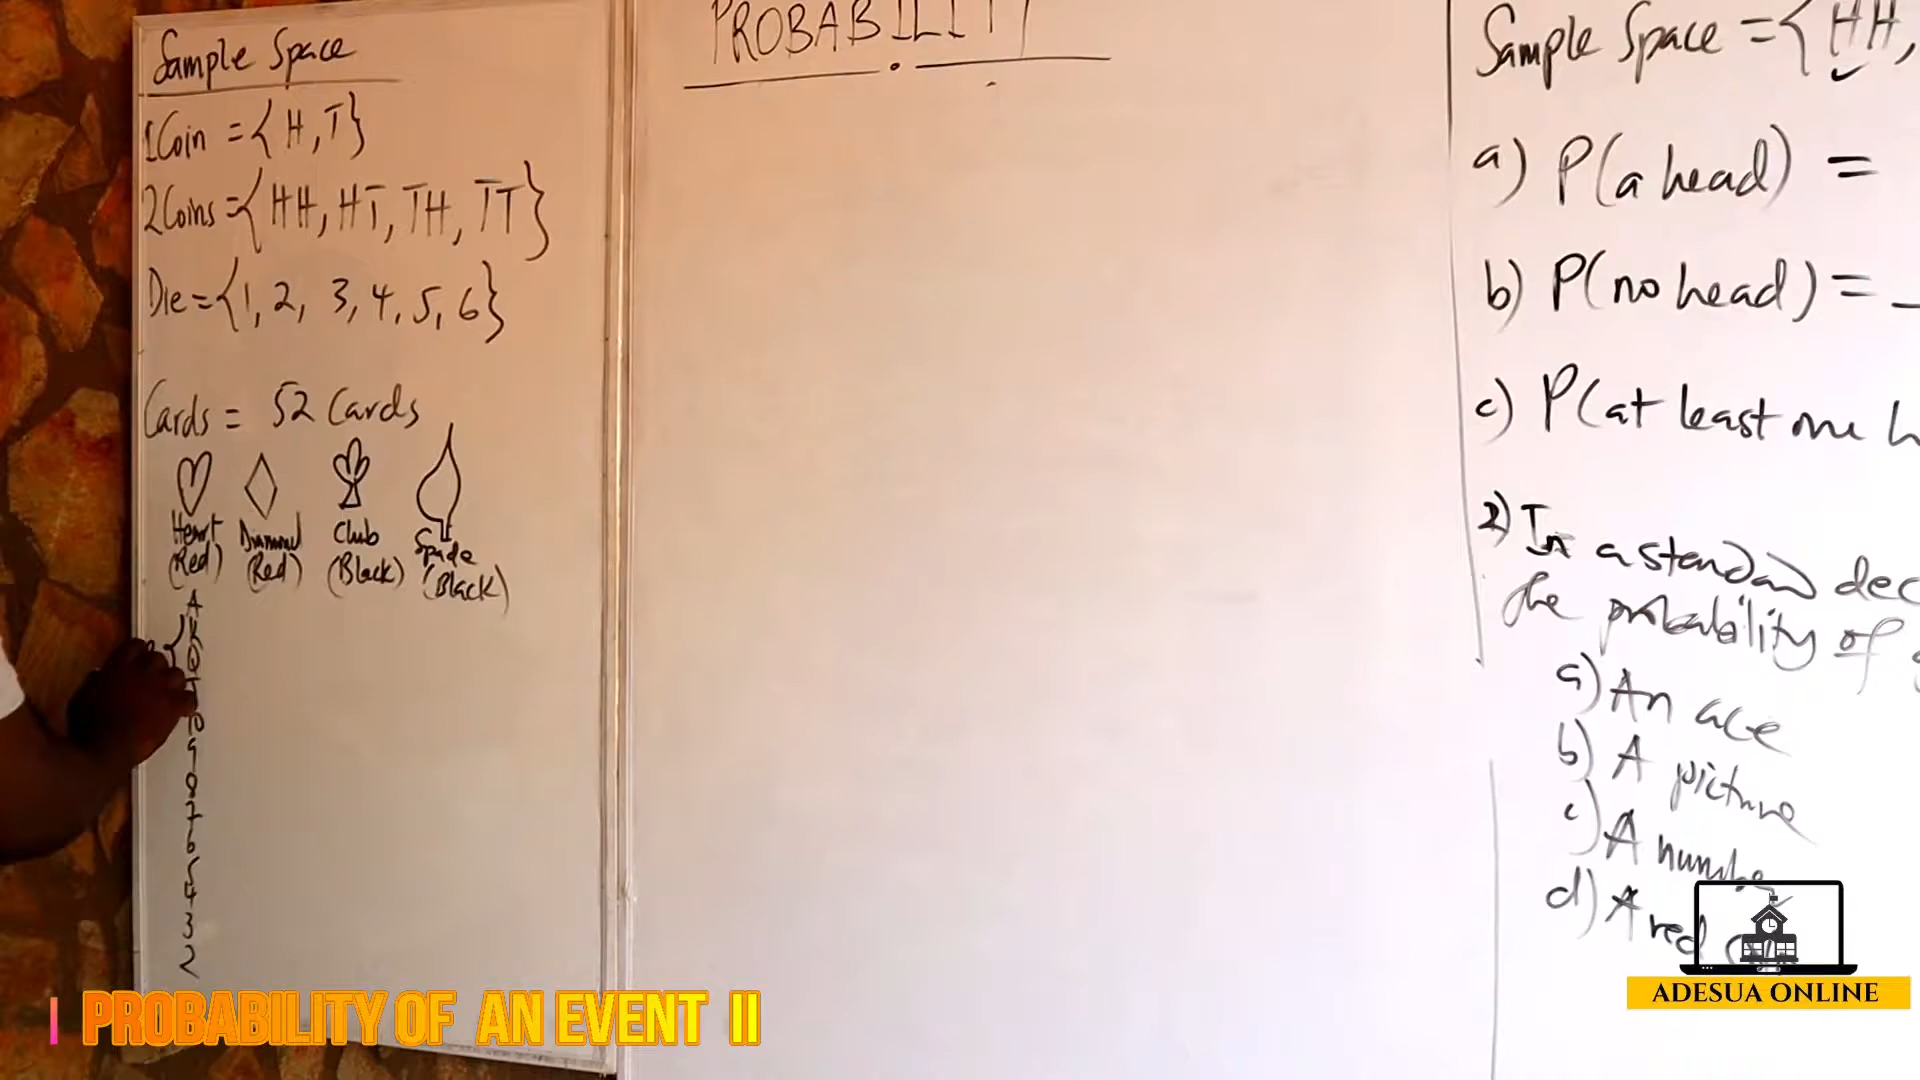 Sample Space
1Coin = { H, T }
2Coins = { HH, HT, TH, TT }
Die = { 1, 2, 3, 4, 5, 6 }
Cards = 52 Cards
Heart Diamond Club Spade
(Red) (Red) (Black) (Black)
A
K
Q
10
9
8
7
6
5
4
3
2
PROBABILITY
Sample Space = { HH,
a) P(a head) =
b) P(no head) =
c) P(at least one h
2) In a standard dec
the probability of
a) An ace
b) A picture
c) A numbe
d) A red
PROBABILITY OF AN EVENT II
ADESUA ONLINE